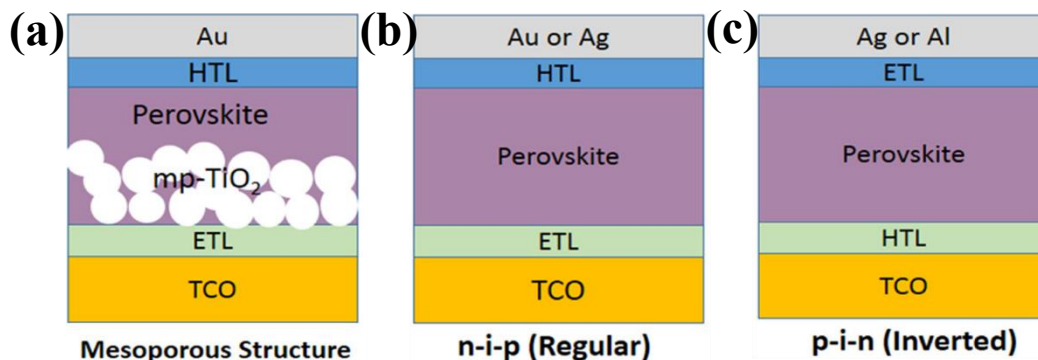 (a)
Au
HTL
Perovskite
mp-TiO₂
ETL
TCO
Mesoporous Structure
(b)
Au or Ag
HTL
Perovskite
ETL
TCO
n-i-p (Regular)
(c)
Ag or Al
ETL
Perovskite
HTL
TCO
p-i-n (Inverted)